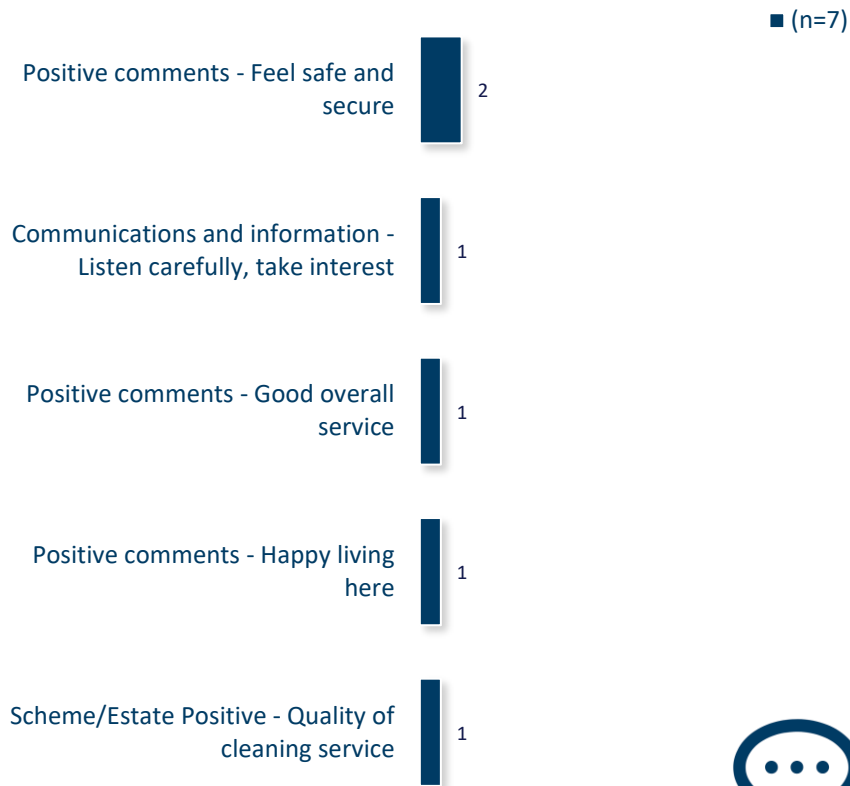 (n=7)
Positive comments - Feel safe and
secure
2
Communications and information -
Listen carefully, take interest
1
Positive comments - Good overall
service
1
Positive comments - Happy living
here
1
Scheme/Estate Positive - Quality of
cleaning service
1